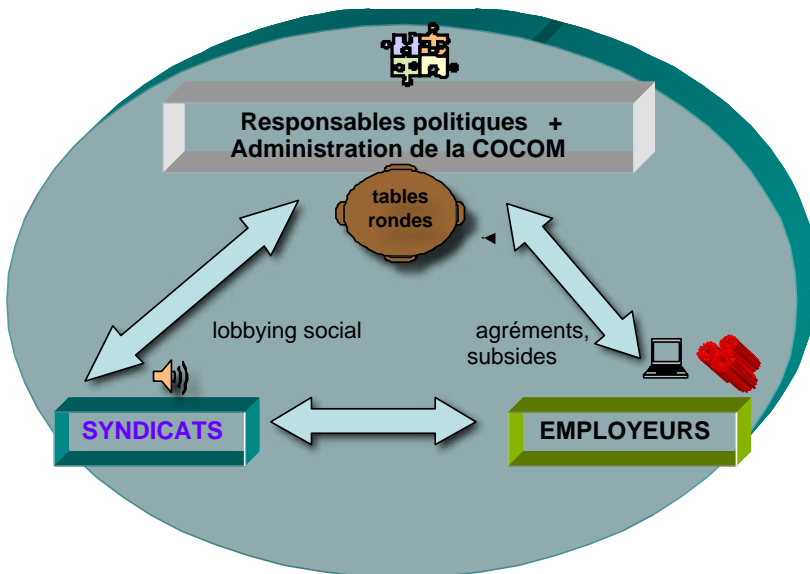 Responsables politiques +
Administration de la COCOM
tables
rondes
lobbying social
agréments,
subsides
SYNDICATS
EMPLOYEURS